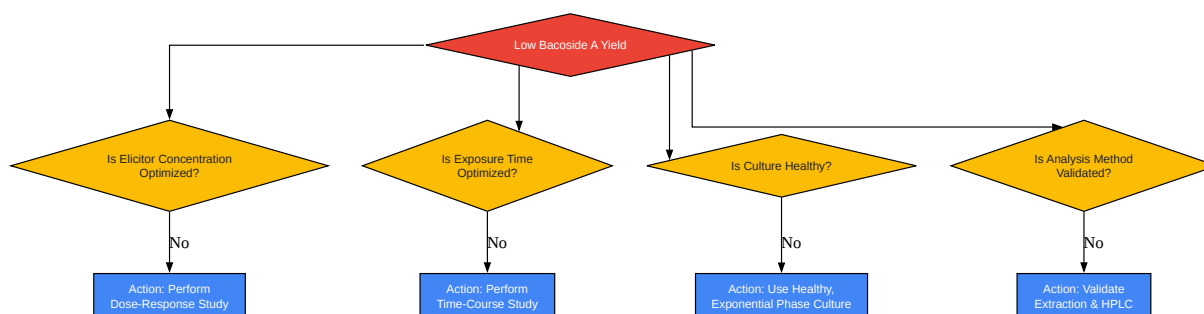 Low Bacoside A Yield
Is Elicitor Concentration
Optimized?
Is Exposure Time
Optimized?
Is Culture Healthy?
Is Analysis Method
Validated?
No
No
No
No
Action: Perform
Dose-Response Study
Action: Perform
Time-Course Study
Action: Use Healthy,
Exponential Phase Culture
Action: Validate
Extraction & HPLC